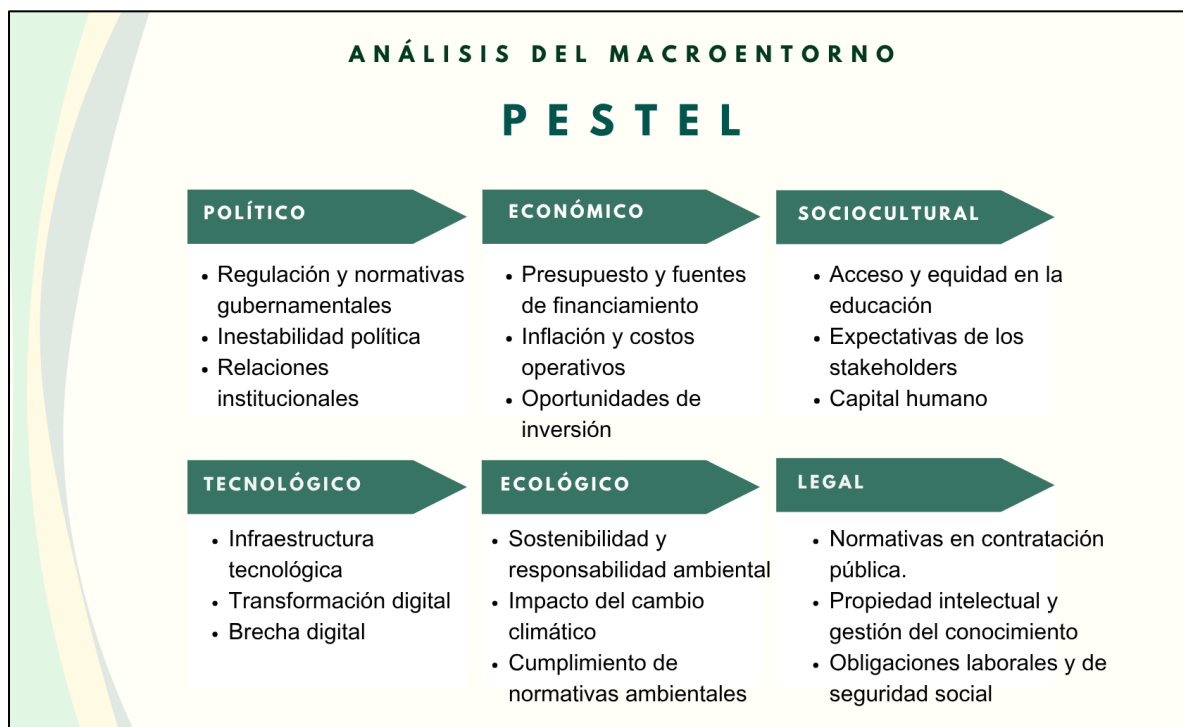 ANÁLISIS DEL MACROENTORNO
PESTEL
POLÍTICO
• Regulación y normativas
gubernamentales
• Inestabilidad política
• Relaciones
institucionales
ECONÓMICO
• Presupuesto y fuentes
de financiamiento
• Inflación y costos
operativos
• Oportunidades de
inversión
SOCIOCULTURAL
• Acceso y equidad en la
educación
• Expectativas de los
stakeholders
• Capital humano
TECNOLÓGICO
• Infraestructura
tecnológica
• Transformación digital
• Brecha digital
ECOLÓGICO
• Sostenibilidad y
responsabilidad ambiental
• Impacto del cambio
climático
• Cumplimiento de
normativas ambientales
LEGAL
• Normativas en contratación
pública.
• Propiedad intelectual y
gestión del conocimiento
• Obligaciones laborales y de
seguridad social